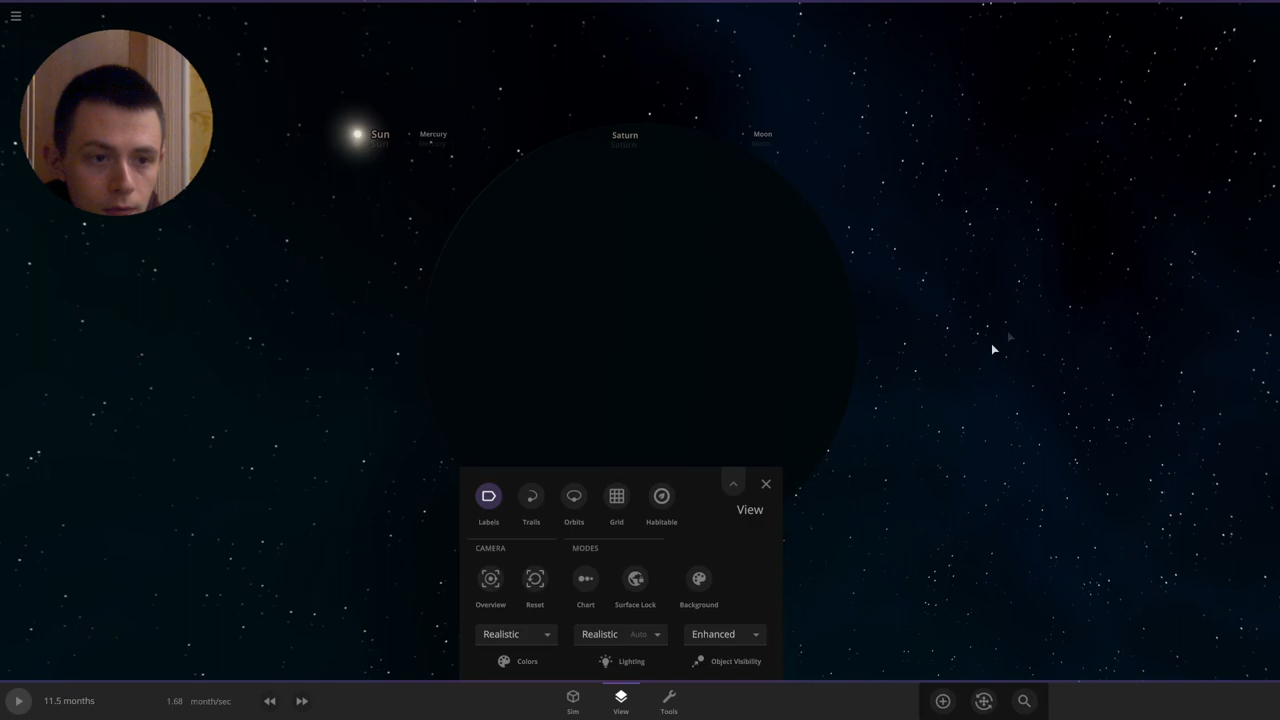 Sun
Mercury
Saturn
Moon
Labels
Trails
Orbits
Grid
Habitable
View
CAMERA
MODES
Overview
Reset
Chart
Surface Lock
Background
Realistic
Realistic Auto
Enhanced
Colors
Lighting
Object Visibility
11.5 months
1.68 month/sec
Sim
View
Tools